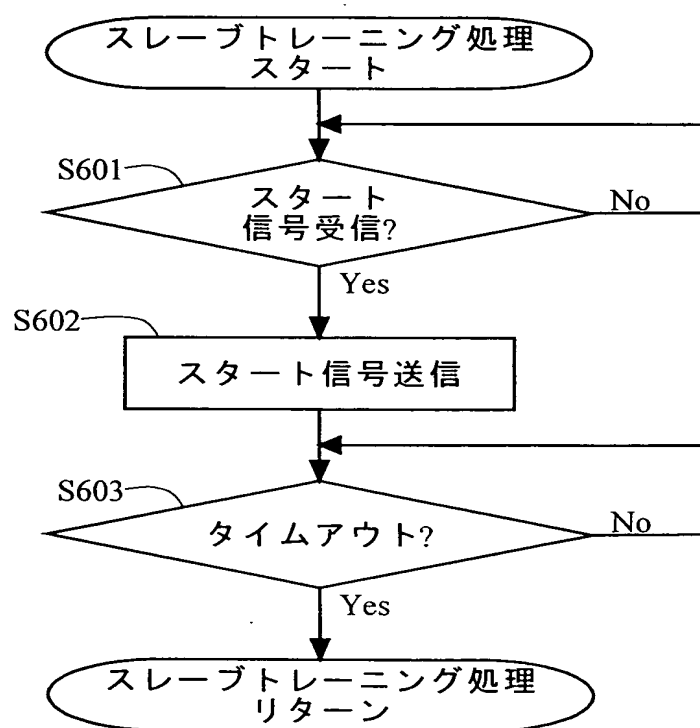 スレーブトレーニング処理
スタート
S601
スタート
信号受信?
No
Yes
S602
スタート信号送信
S603
タイムアウト?
No
Yes
スレーブトレーニング処理
リターン